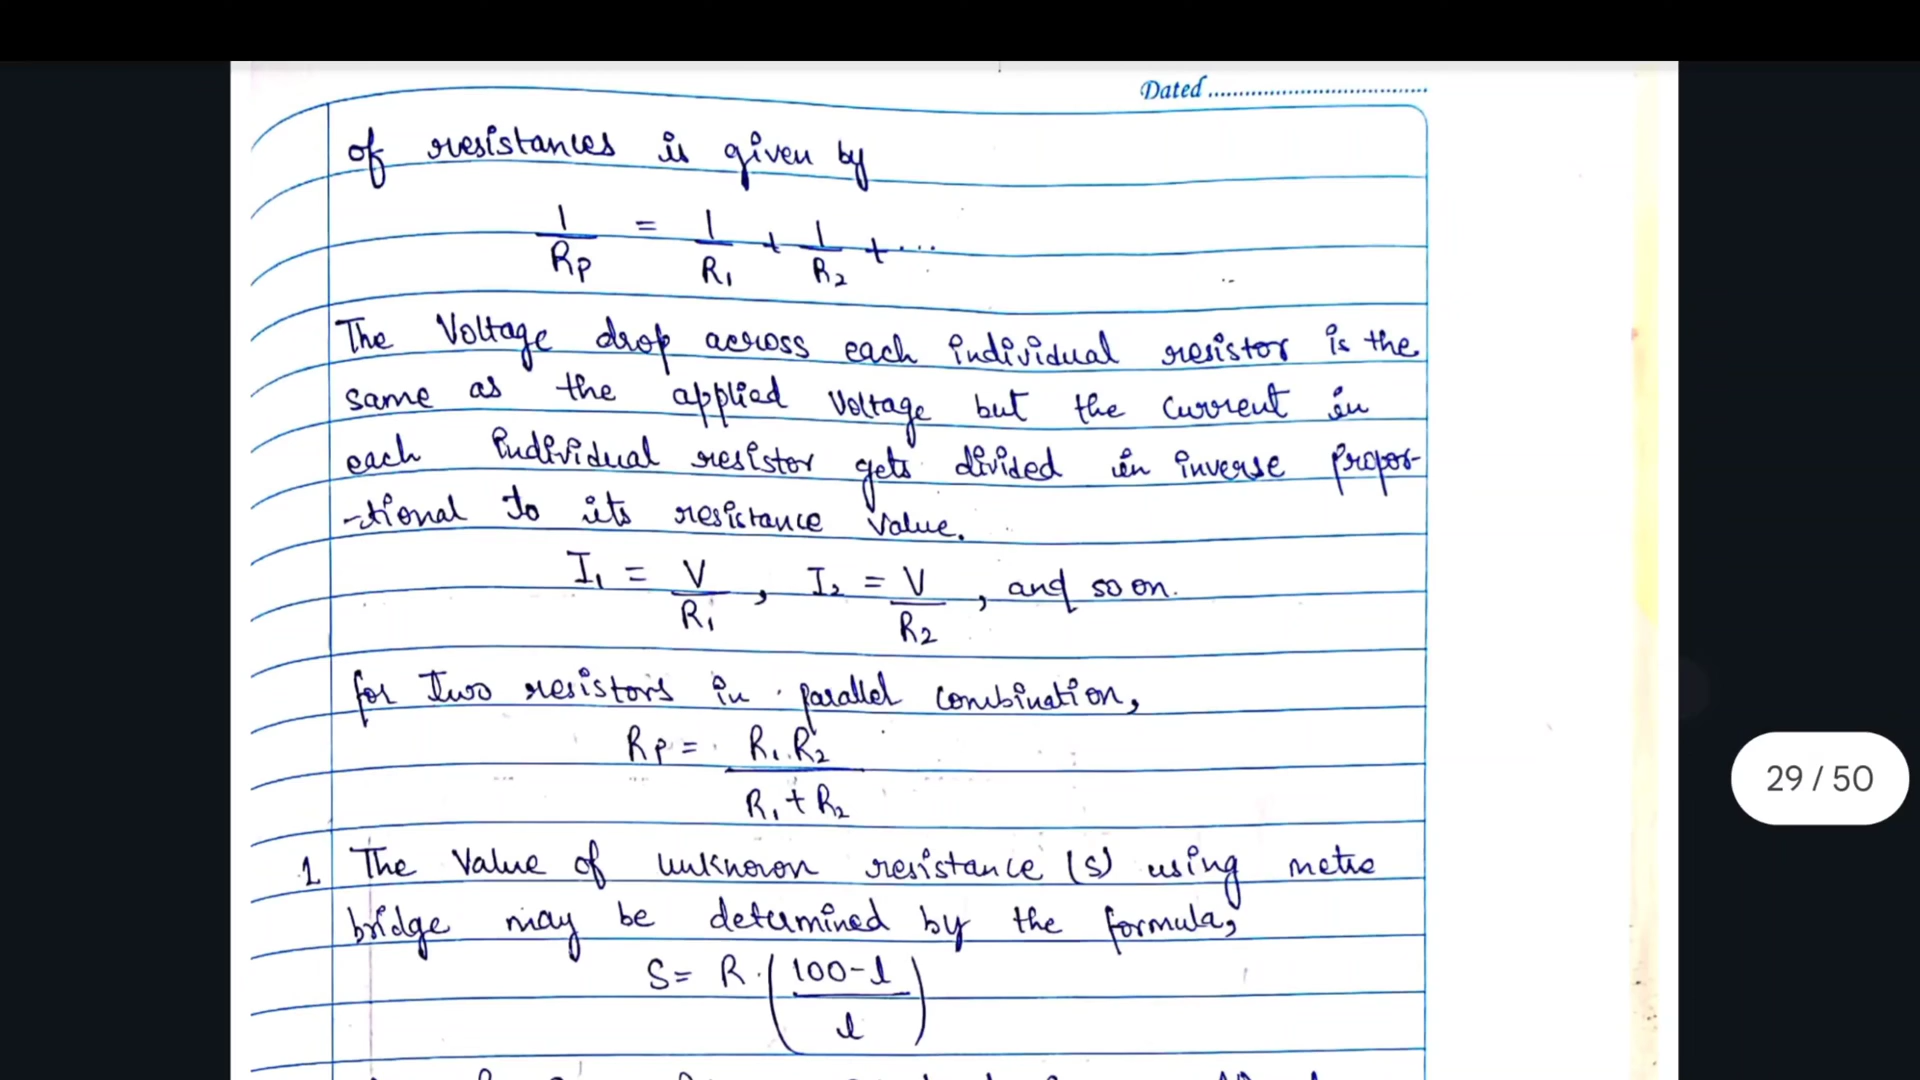 Dated
of resistances is given by
1/Rp = 1/R1 + 1/R2 + ...
The Voltage drop across each individual resistor is the
same as the applied Voltage but the current in
each individual resistor gets divided in inverse propor-
-tional to its resistance value.
I1 = V/R1 , I2 = V/R2 , and so on.
for two resistors in parallel combination,
Rp = R1.R2/R1+R2
29 / 50
1 The Value of unknown resistance (s) using metre
bridge may be determined by the formula,
S = R.(100-l/l)